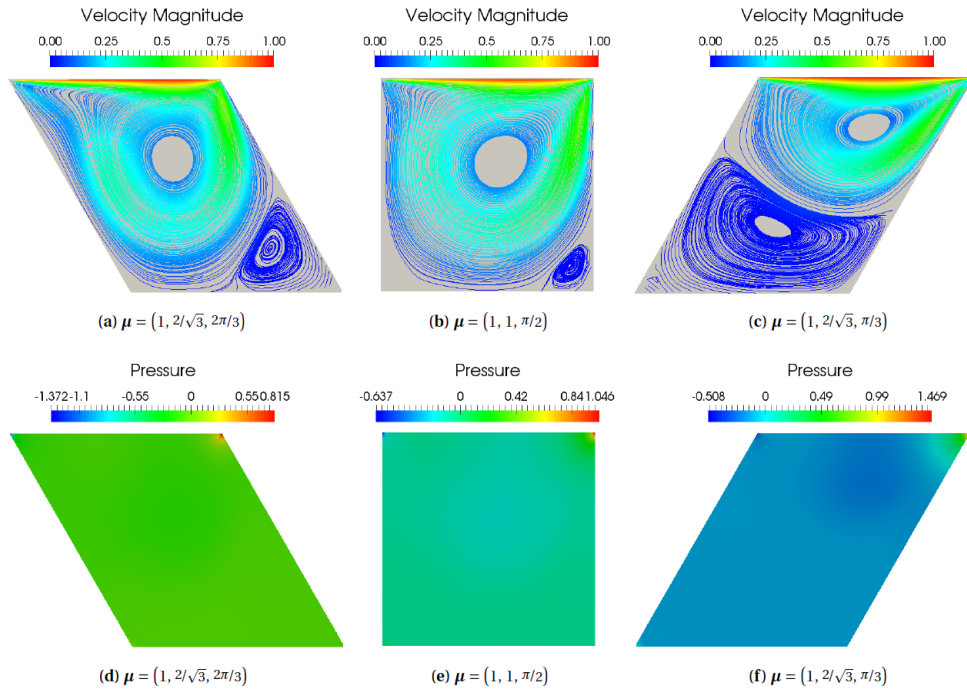 Velocity Magnitude Velocity Magnitude Velocity Magnitude
0.00 0.25 0.5 0.75 1.00 0.00 0.25 0.5 0.75 1.00 0.00 0.25 0.5 0.75 1.00
(a) μ = (1, 2/√3, 2π/3) (b) μ = (1, 1, π/2) (c) μ = (1, 2/√3, π/3)
Pressure Pressure Pressure
-1.372-1.1 -0.55 0 0.550.815 -0.637 0 0.42 0.841.046 -0.508 0 0.49 0.99 1.469
(d) μ = (1, 2/√3, 2π/3) (e) μ = (1, 1, π/2) (f) μ = (1, 2/√3, π/3)